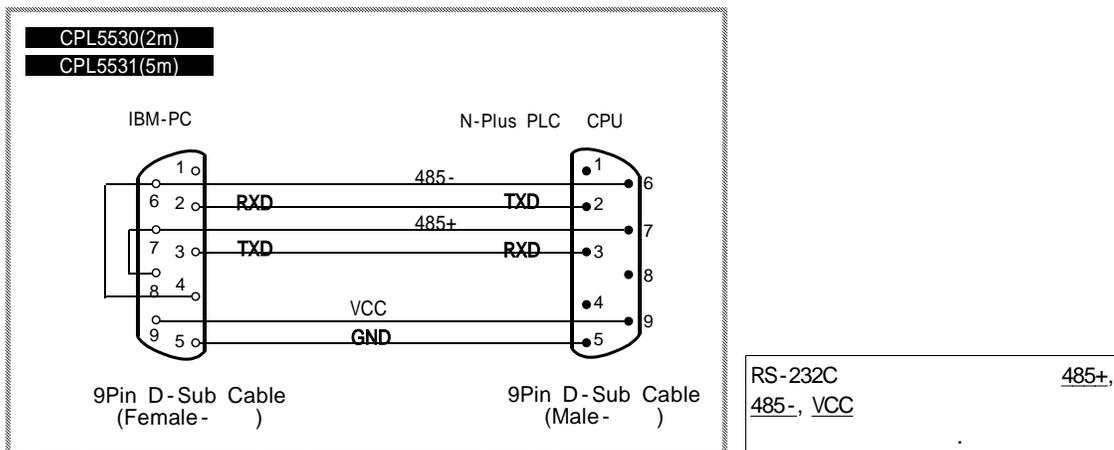 CPL5530(2m)
CPL5531(5m)
IBM-PC
N-Plus PLC CPU
1
1
485-
6
6
2
RXD
TXD
2
485+
7
7
3
TXD
RXD
3
8
8
4
4
VCC
9
9
5
GND
5
9Pin D-Sub Cable
(Female- )
9Pin D-Sub Cable
(Male- )
RS-232C 485+,
485-, VCC
.